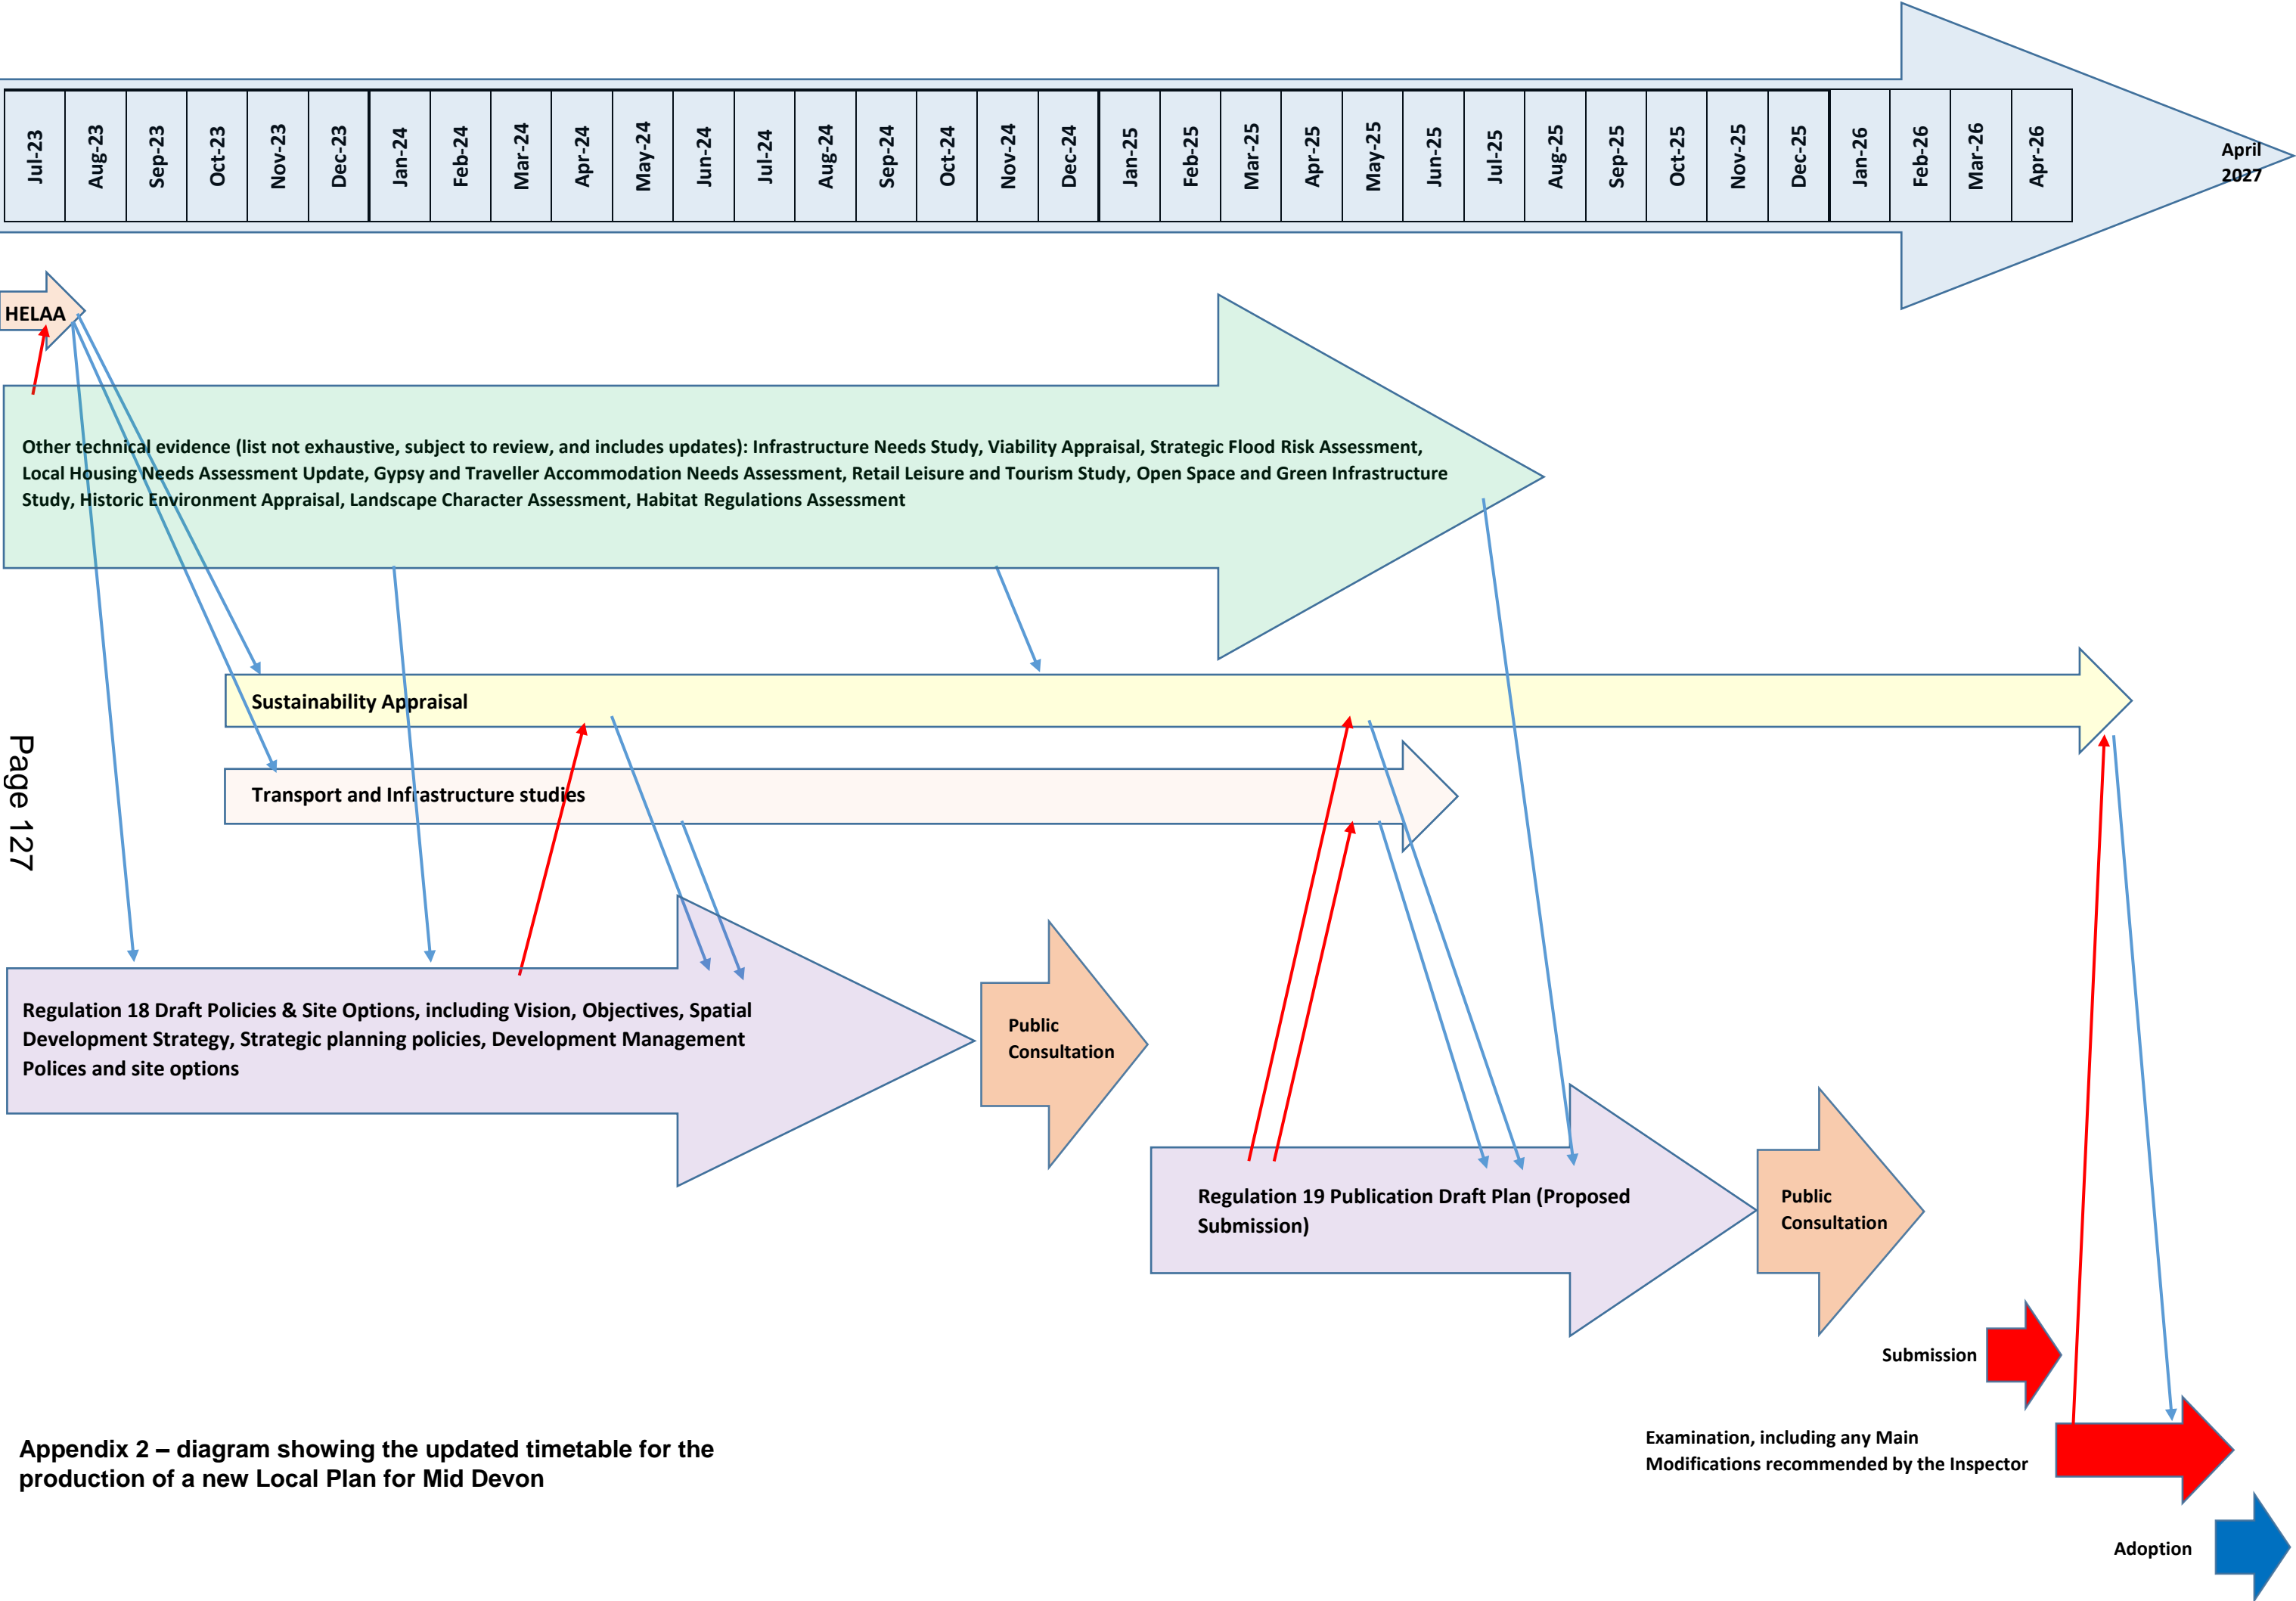 Jul-23
Aug-23
Sep-23
Oct-23
Nov-23
Dec-23
Jan-24
Feb-24
Mar-24
Apr-24
May-24
Jun-24
Jul-24
Aug-24
Sep-24
Oct-24
Nov-24
Dec-24
Jan-25
Feb-25
Mar-25
Apr-25
May-25
Jun-25
Jul-25
Aug-25
Sep-25
Oct-25
Nov-25
Dec-25
Jan-26
Feb-26
Mar-26
Apr-26
April
2027
HELAA
Other technical evidence (list not exhaustive, subject to review, and includes updates): Infrastructure Needs Study, Viability Appraisal, Strategic Flood Risk Assessment,
Local Housing Needs Assessment Update, Gypsy and Traveller Accommodation Needs Assessment, Retail Leisure and Tourism Study, Open Space and Green Infrastructure
Study, Historic Environment Appraisal, Landscape Character Assessment, Habitat Regulations Assessment
Sustainability Appraisal
Transport and Infrastructure studies
Page 127
Regulation 18 Draft Policies & Site Options, including Vision, Objectives, Spatial
Development Strategy, Strategic planning policies, Development Management
Polices and site options
Public
Consultation
Regulation 19 Publication Draft Plan (Proposed
Submission)
Public
Consultation
Submission
Examination, including any Main
Modifications recommended by the Inspector
Adoption
Appendix 2 – diagram showing the updated timetable for the
production of a new Local Plan for Mid Devon